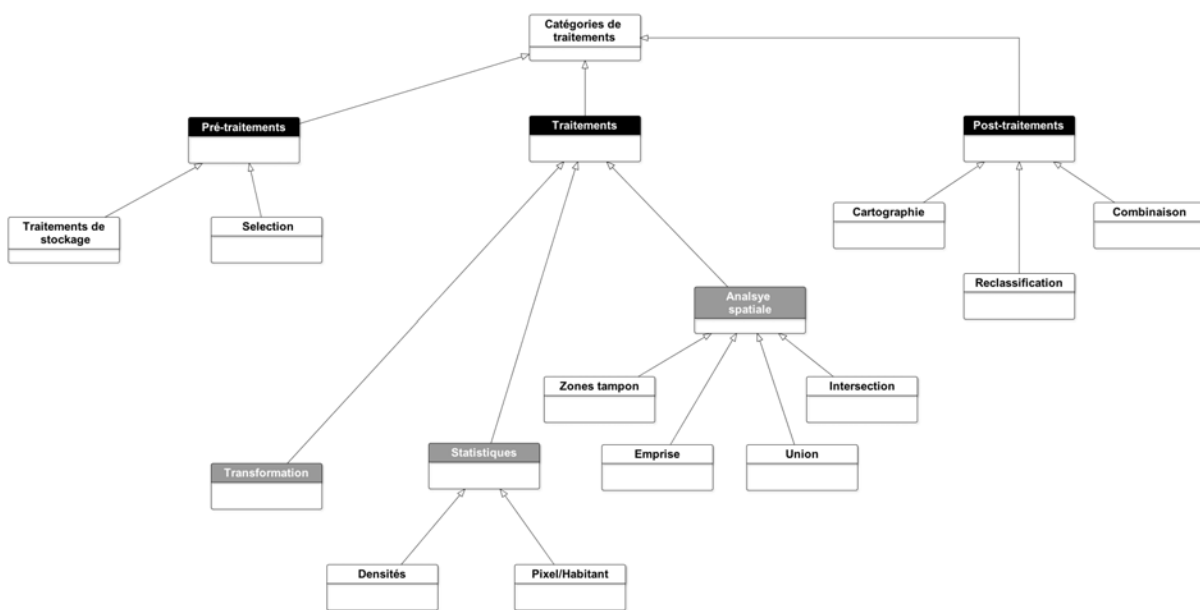 Catégories de
traitements
Pré-traitements
Traitements
Post-traitements
Traitements de
stockage
Selection
Cartographie
Combinaison
Reclassification
Analsye
spatiale
Zones tampon
Intersection
Emprise
Union
Transformation
Statistiques
Densités
Pixel/Habitant